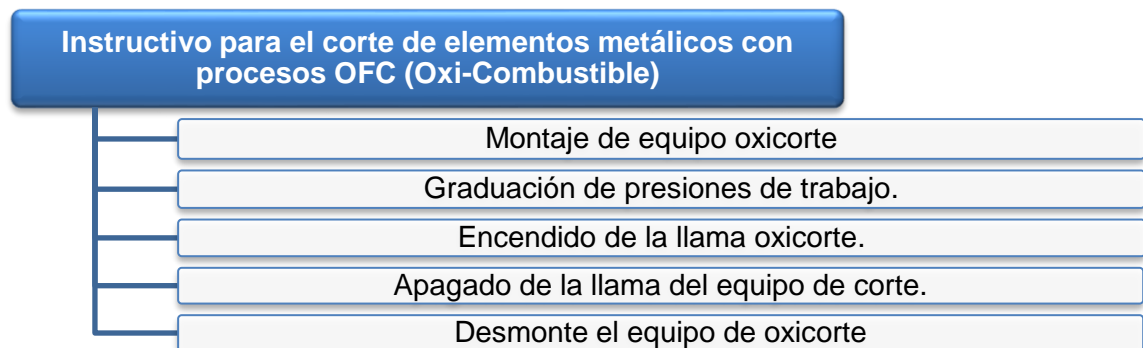 Instructivo para el corte de elementos metálicos con
procesos OFC (Oxi-Combustible)
Montaje de equipo oxicorte
Graduación de presiones de trabajo.
Encendido de la llama oxicorte.
Apagado de la llama del equipo de corte.
Desmonte el equipo de oxicorte